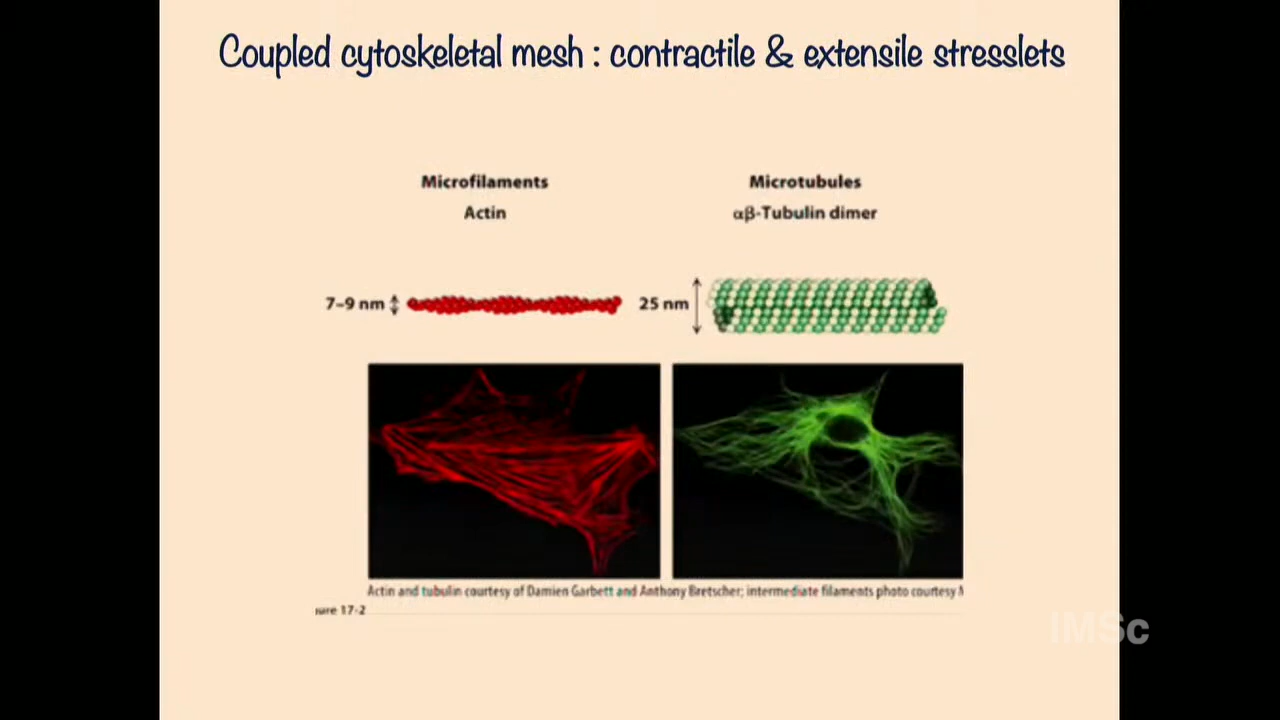 Coupled cytoskeletal mesh : contractile & extensile stresslets
Microfilaments
Actin
Microtubules
αβ-Tubulin dimer
7–9 nm
25 nm
Actin and tubulin courtesy of Damien Garbett and Anthony Bretscher; intermediate filaments photo courtesy
ure 17-2
IMSc